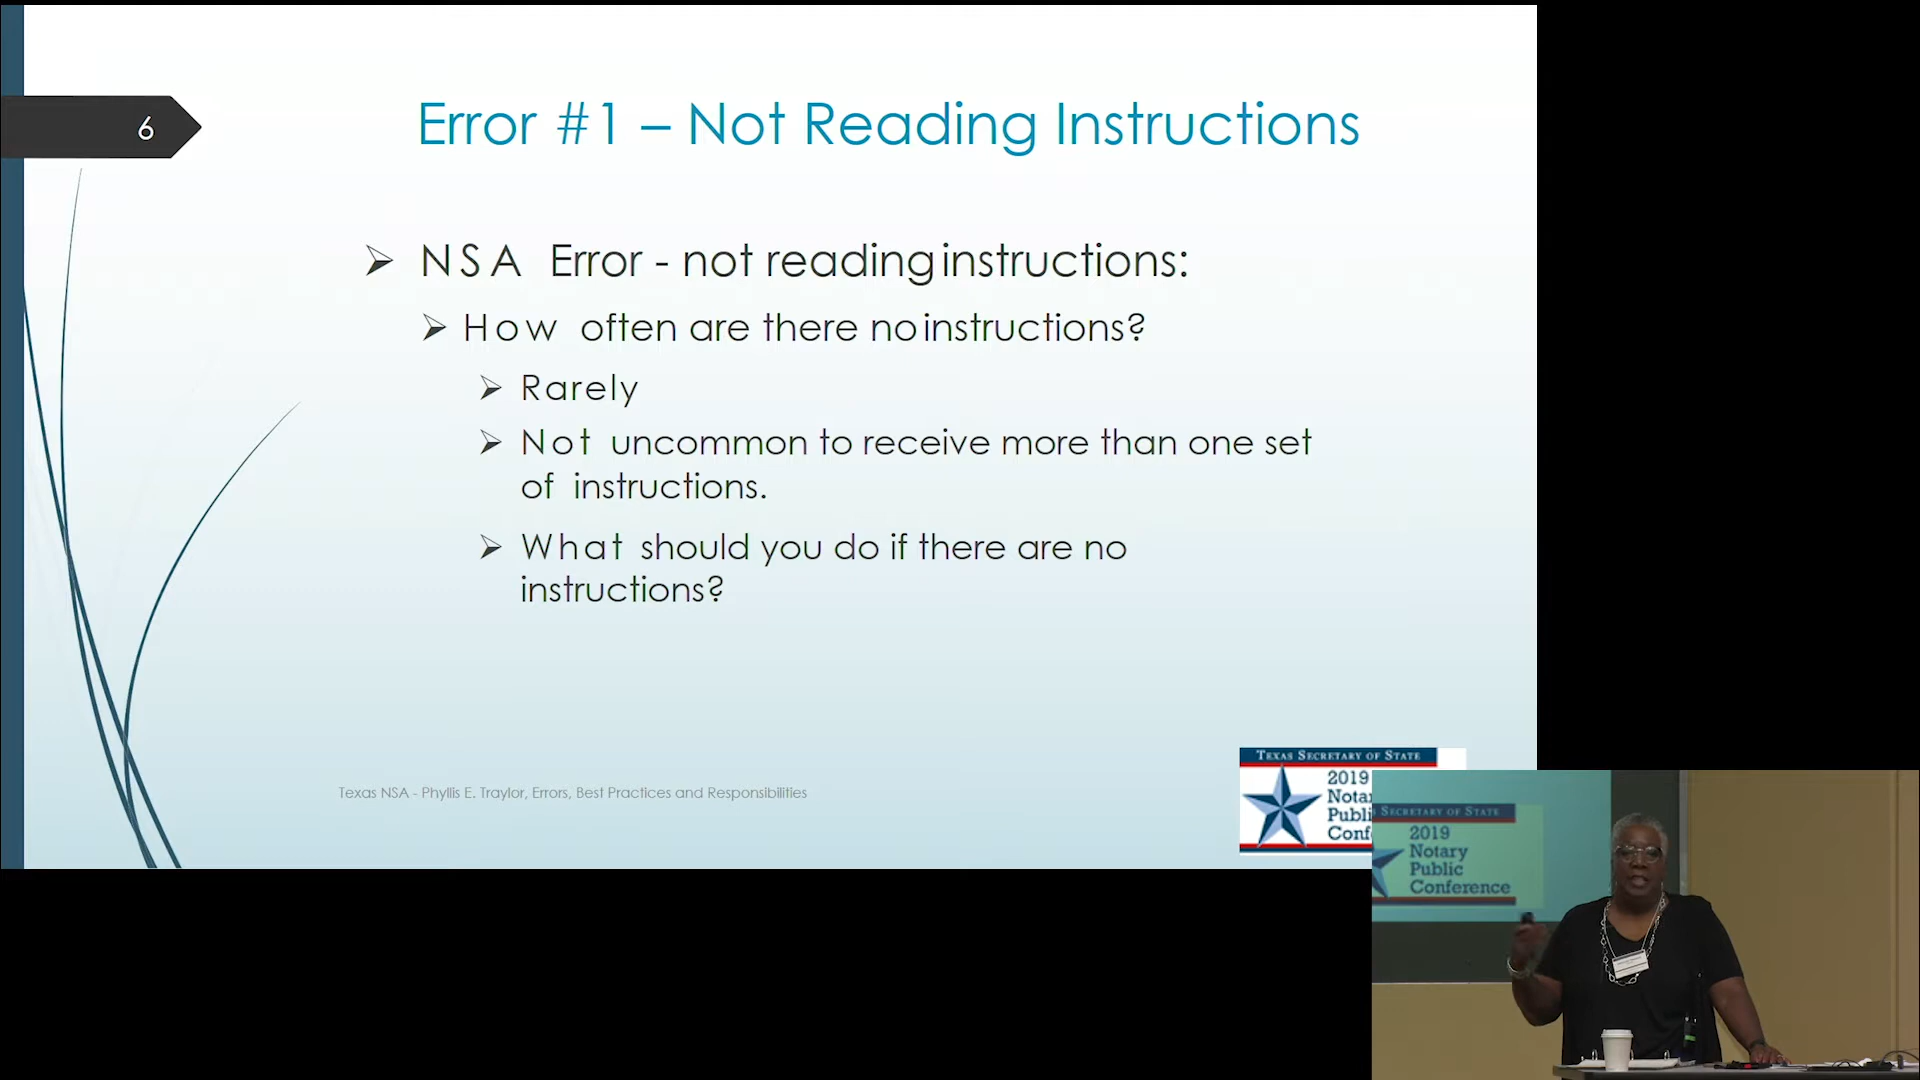 6
Error #1 – Not Reading Instructions
NSA Error - not reading instructions:
How often are there no instructions?
Rarely
Not uncommon to receive more than one set
of instructions.
What should you do if there are no
instructions?
Texas NSA - Phyllis E. Traylor, Errors, Best Practices and Responsibilities
TEXAS SECRETARY OF STATE
2019
Nota
Publi
Conf
SECRETARY OF STATE
2019
Notary
Public
Conference